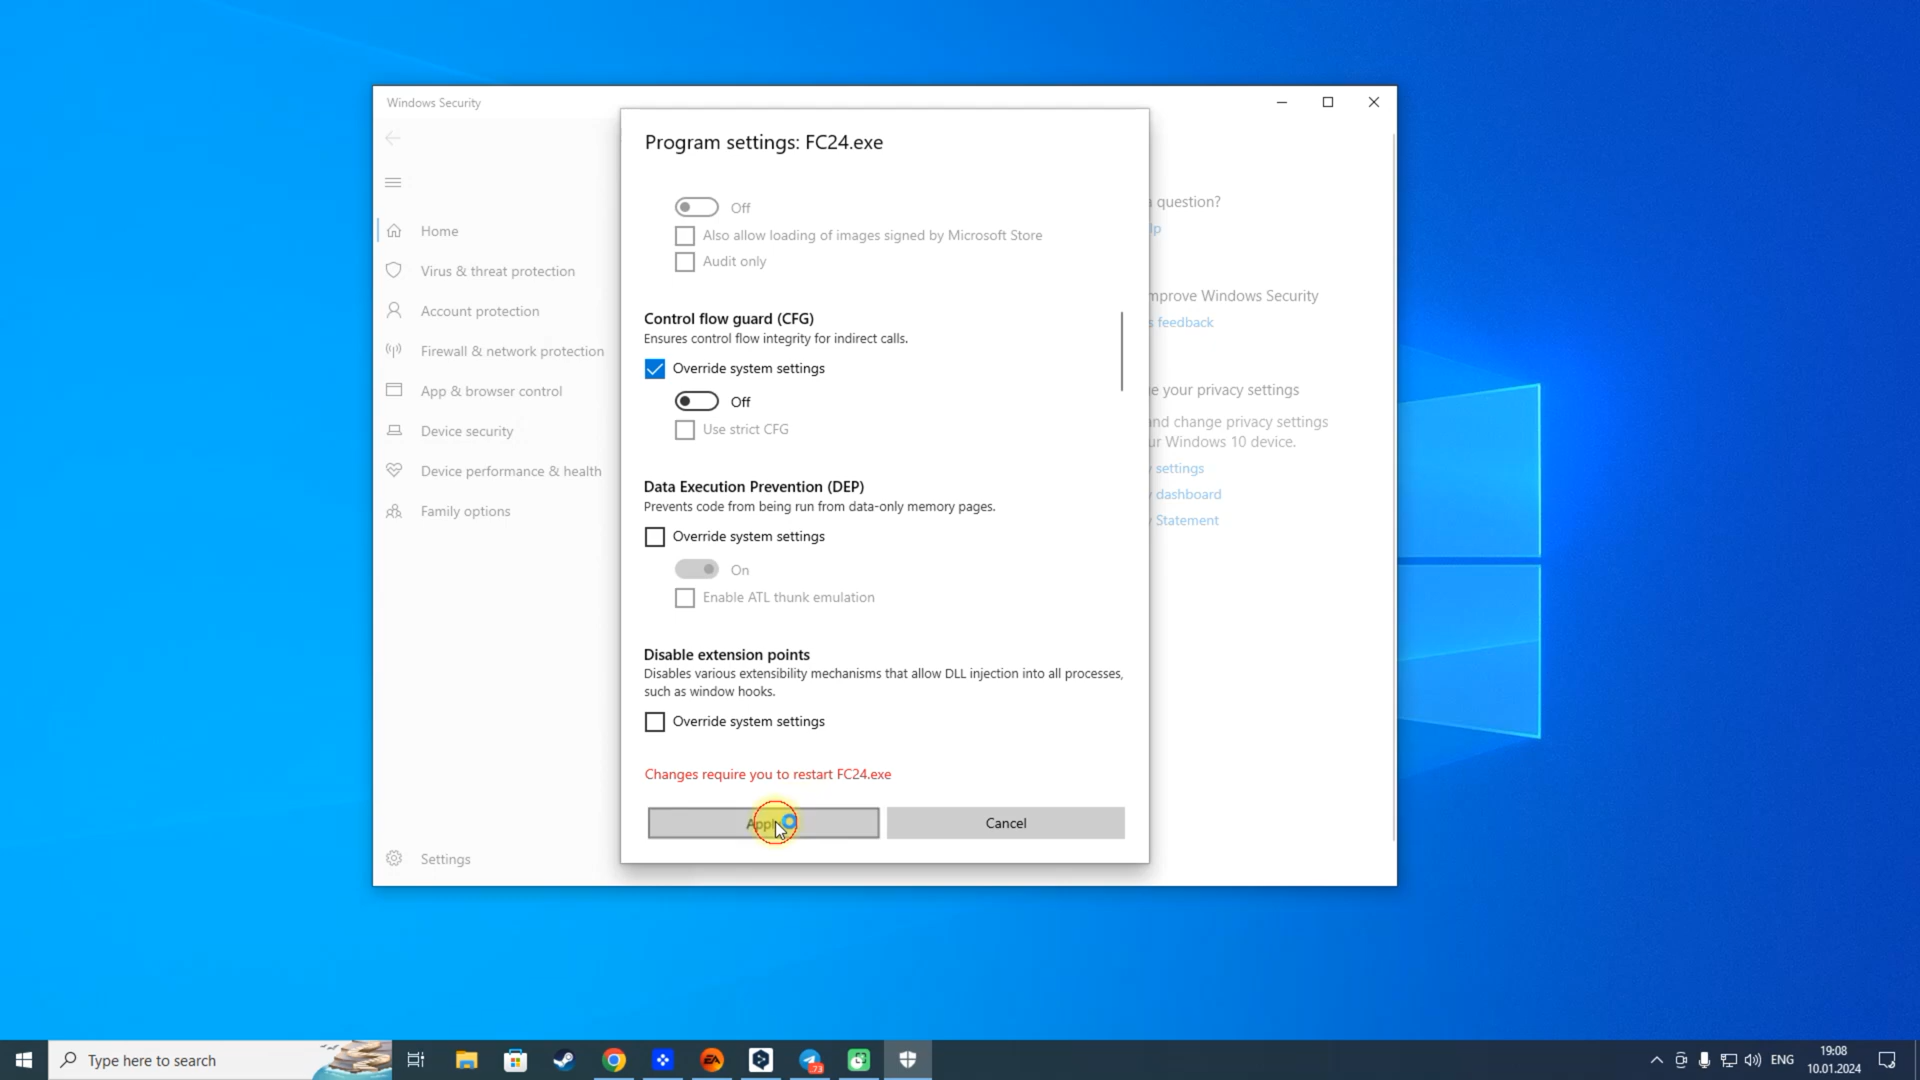 Windows Security
Home
Virus & threat protection
Account protection
Firewall & network protection
App & browser control
Device security
Device performance & health
Family options
Settings
Program settings: FC24.exe
Off
Also allow loading of images signed by Microsoft Store
Audit only
Control flow guard (CFG)
Ensures control flow integrity for indirect calls.
Override system settings
Off
Use strict CFG
Data Execution Prevention (DEP)
Prevents code from being run from data-only memory pages.
Override system settings
On
Enable ATL thunk emulation
Disable extension points
Disables various extensibility mechanisms that allow DLL injection into all processes,
such as window hooks.
Override system settings
Changes require you to restart FC24.exe
Cancel
question?
Windows Security
feedback
your privacy settings
and change privacy settings
Windows 10 device.
settings
dashboard
Statement
Type here to search
EA
73
ENG
19:08
10.01.2024